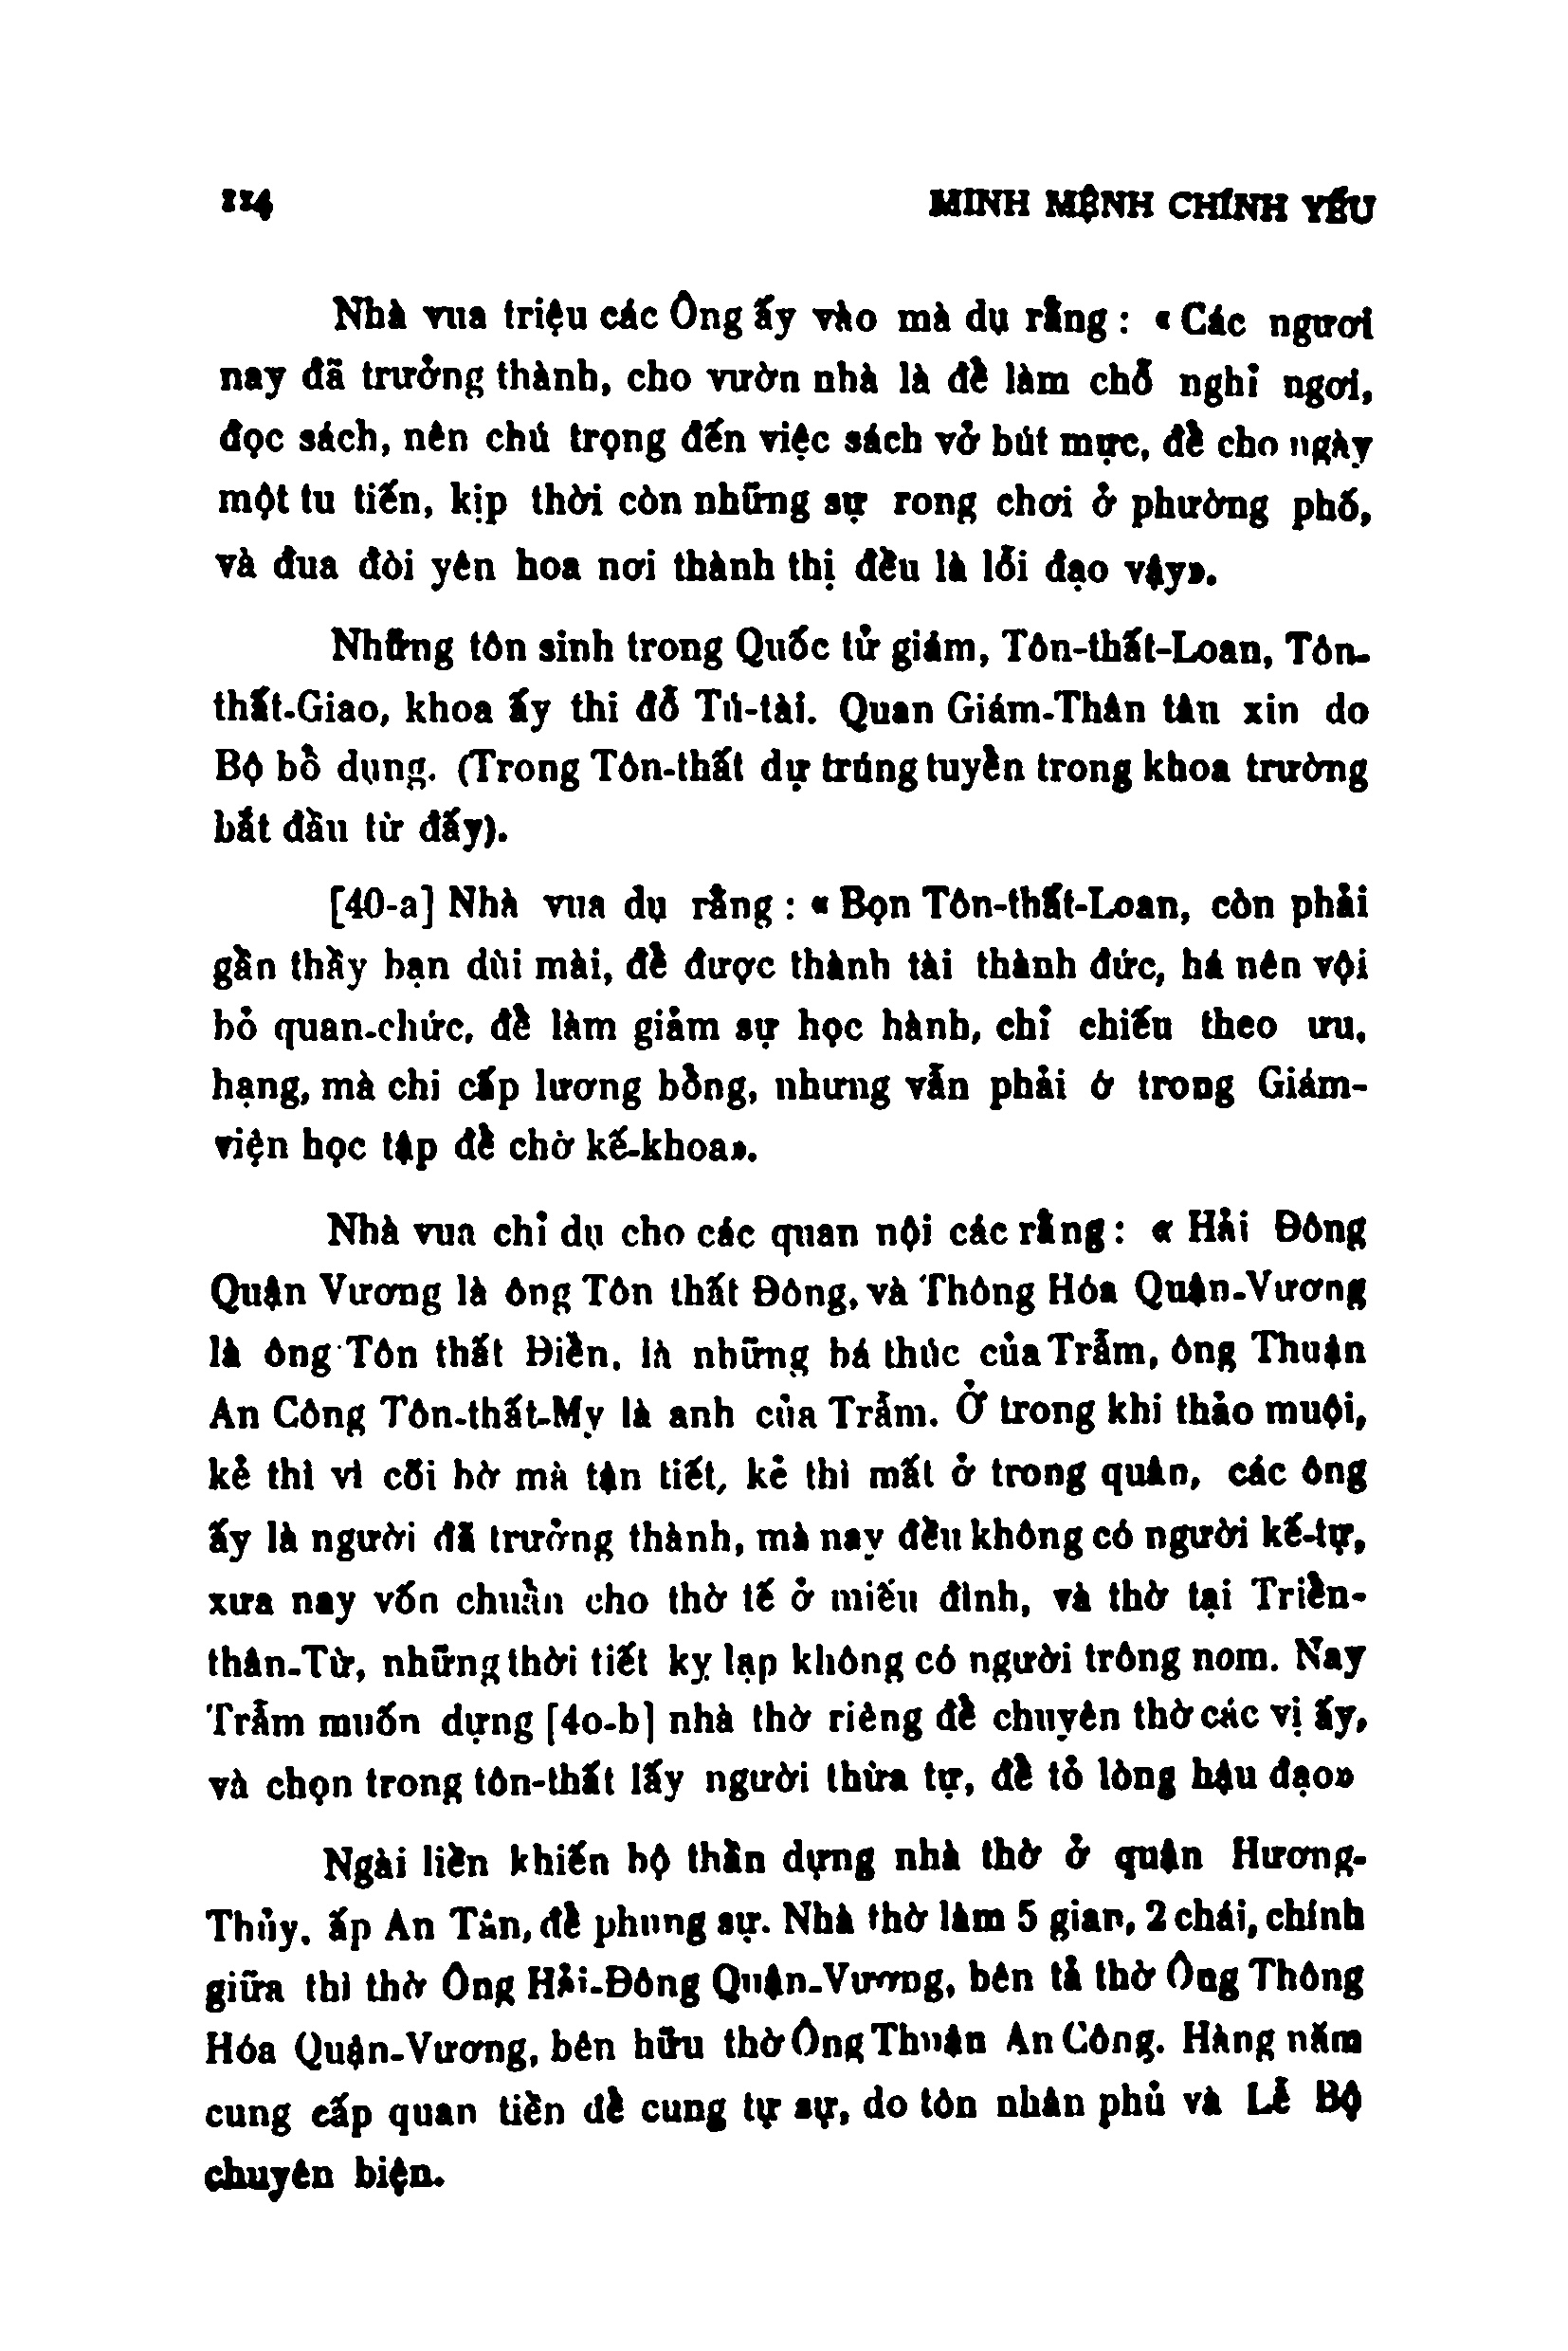 114 MINH MỆNH CHÍNH YẾU
Nhà vua triệu các Ông ấy vào mà dụ rằng : « Các ngươi
nay đã trưởng thành, cho vườn nhà là để làm chỗ nghỉ ngơi,
đọc sách, nên chú trọng đến việc sách vở bút mực, để cho ngày
một tu tiến, kịp thời còn những sự rong chơi ở phường phố,
và đua đòi yên hoa nơi thành thị đều là lỗi đạo vậy».
Những tôn sinh trong Quốc tử giám, Tôn-thất-Loan, Tôn-
thất-Giao, khoa ấy thi đỗ Tú-tài. Quan Giám-Thân tâu xin do
Bộ bổ dụng. (Trong Tôn-thất dự trúng tuyển trong khoa trường
bắt đầu từ đấy).
[40-a] Nhà vua dụ rằng : « Bọn Tôn-thất-Loan, còn phải
gần thầy bạn dùi mài, để được thành tài thành đức, há nên vội
bỏ quan-chức, để làm giảm sự học hành, chỉ chiếu theo ưu,
hạng, mà chi cấp lương bổng, nhưng vẫn phải ở trong Giám-
viện học tập để chờ kế-khoa».
Nhà vua chỉ dụ cho các quan nội các rằng : « Hải Đông
Quận Vương là ông Tôn thất Đông, và Thông Hóa Quận-Vương
là ông Tôn thất Điển, là những bá thúc của Trẫm, ông Thuận
An Công Tôn-thất-Mỵ là anh của Trẫm. Ở trong khi thảo muội,
kẻ thì vì cõi bờ mà tận tiết, kẻ thì mất ở trong quân, các ông
ấy là người đã trưởng thành, mà nay đều không có người kế-tự,
xưa nay vốn chuẩn cho thờ tế ở miếu đình, và thờ tại Triển-
thân-Từ, những thời tiết kỵ lạp không có người trông nom. Nay
Trẫm muốn dựng [4o-b] nhà thờ riêng để chuyên thờ các vị ấy,
và chọn trong tôn-thất lấy người thừa tự, để tỏ lòng hậu đạo»
Ngài liền khiến bộ thần dựng nhà thờ ở quận Hương-
Thủy, ấp An Tân, để phụng sự. Nhà thờ làm 5 gian, 2 chái, chính
giữa thì thờ Ông Hải-Đông Quận-Vương, bên tả thờ Ông Thông
Hóa Quận-Vương, bên hữu thờ Ông Thuận An Công. Hàng năm
cung cấp quan tiền để cung tự sự, do tôn nhân phủ và Lễ Bộ
chuyên biện.